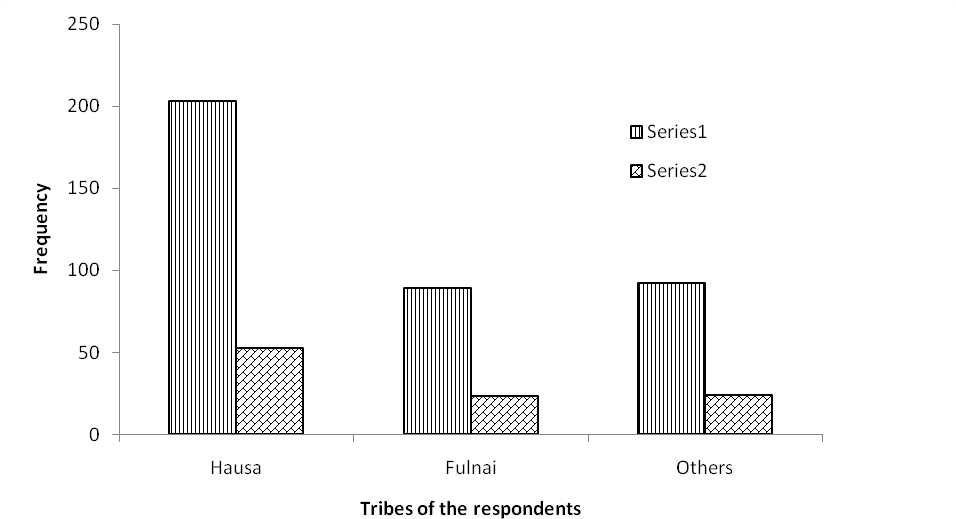 250
200
150
100
50
0
Frequency
Series1
Series2
Hausa
Fulnai
Others
Tribes of the respondents